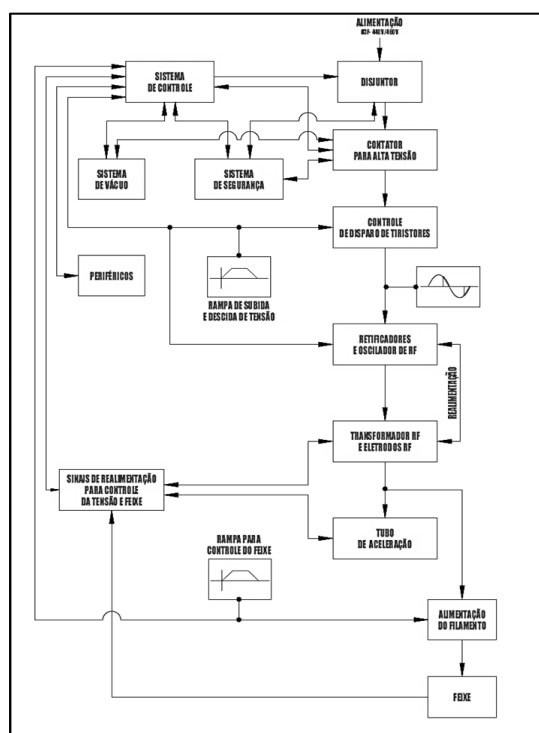 ALIMENTAÇÃO
SISTEMA
DE CONTROLE
DISJUNTOR
CONTATOR
PARA ALTA TENSÃO
SISTEMA
DE VÁCUO
SISTEMA
DE SEGURANÇA
CONTROLE
DE DISPARO DE TIRISTORES
PERIFÉRICOS
RAMPA DE SUBIDA
E DESCIDA DE TENSÃO
RETIFICADORES
E OSCILADOR DE RF
REALIMENTAÇÃO
TRANSFORMADOR RF
E ELETRODOS RF
SINAIS DE REALIMENTAÇÃO
PARA CONTROLE
DA TENSÃO E FEIXE
TUBO
DE ACELERAÇÃO
RAMPA PARA
CONTROLE DO FEIXE
ALIMENTAÇÃO
DO FILAMENTO
FEIXE